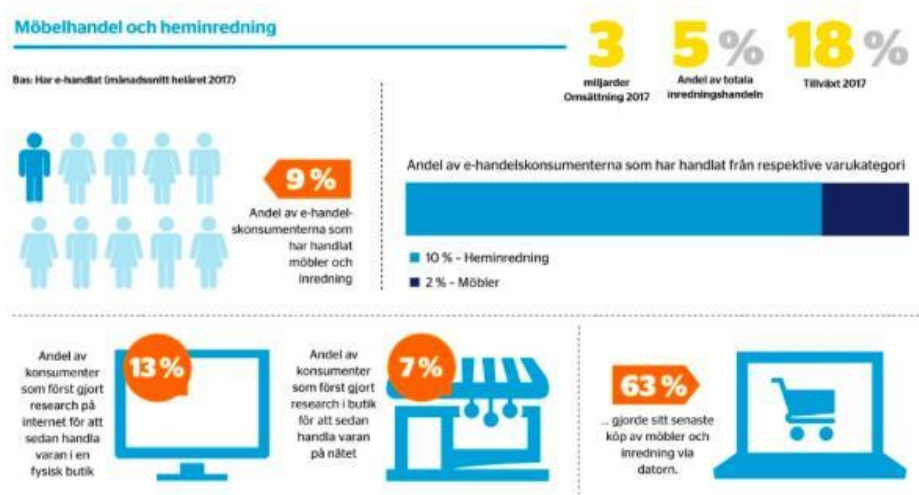 Möbelhandel och heminredning
Bas: Har e-handlat (månadssnitt helåret 2017)
3
miljarder
Omsättning 2017
5 %
Andel av totala
inredningshandeln
18 %
Tillväxt 2017
9 %
Andel av e-handel-
skonsumenterna som
har handlat
möbler och
inredning
Andel av e-handelskonsumenterna som har handlat från respektive varukategori
10 % - Heminredning
2 % - Möbler
Andel av
konsumenter
som först gjort
research på
internet för att
sedan handla
varan i en
fysisk butik
13 %
Andel av
konsumenter
som först gjort
research i butik
för att sedan
handla varan
på nätet
7 %
63 %
... gjorde sitt senaste
köp av möbler och
inredning via
datorn.